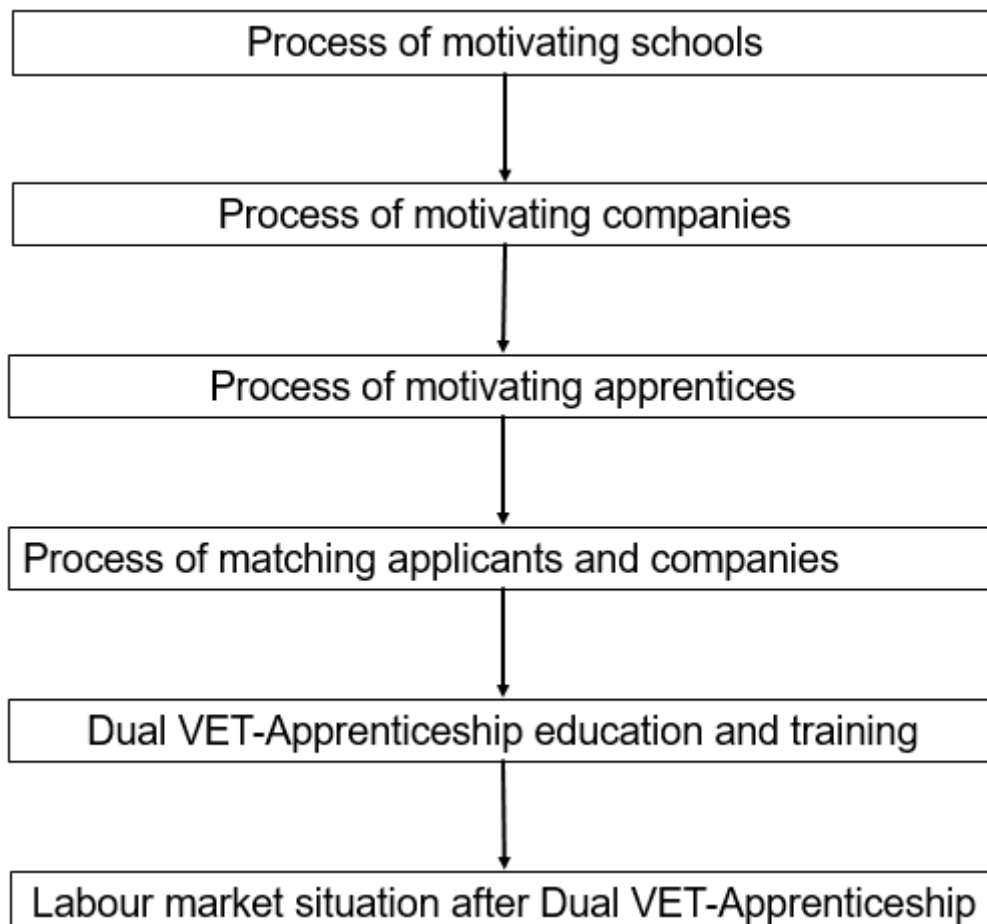 Process of motivating schools
Process of motivating companies
Process of motivating apprentices
Process of matching applicants and companies
Dual VET-Apprenticeship education and training
Labour market situation after Dual VET-Apprenticeship